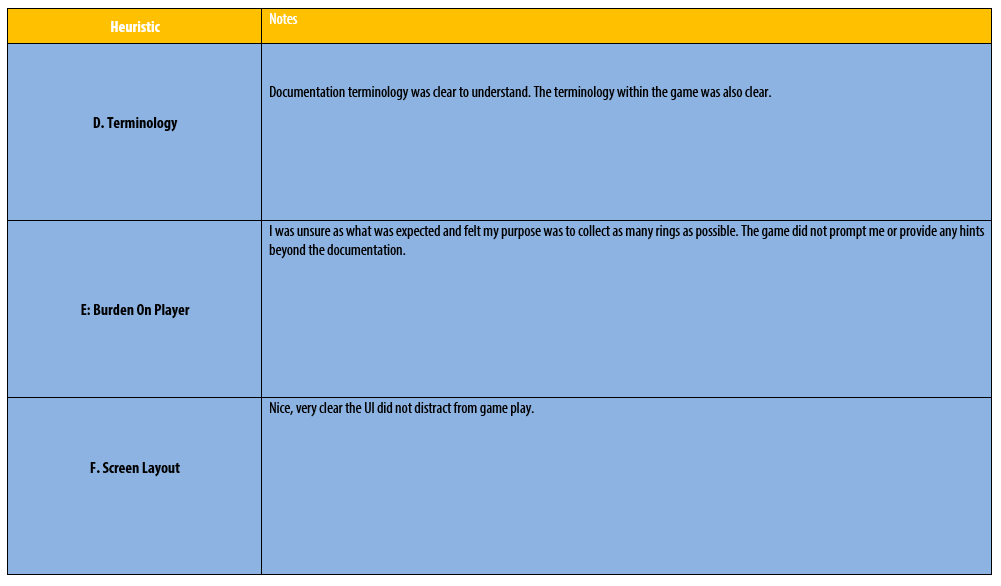 Heuristic
Notes
D. Terminology
Documentation terminology was clear to understand. The terminology within the game was also clear.
E: Burden On Player
I was unsure as what was expected and felt my purpose was to collect as many rings as possible. The game did not prompt me or provide any hints
beyond the documentation.
F. Screen Layout
Nice, very clear the UI did not distract from game play.